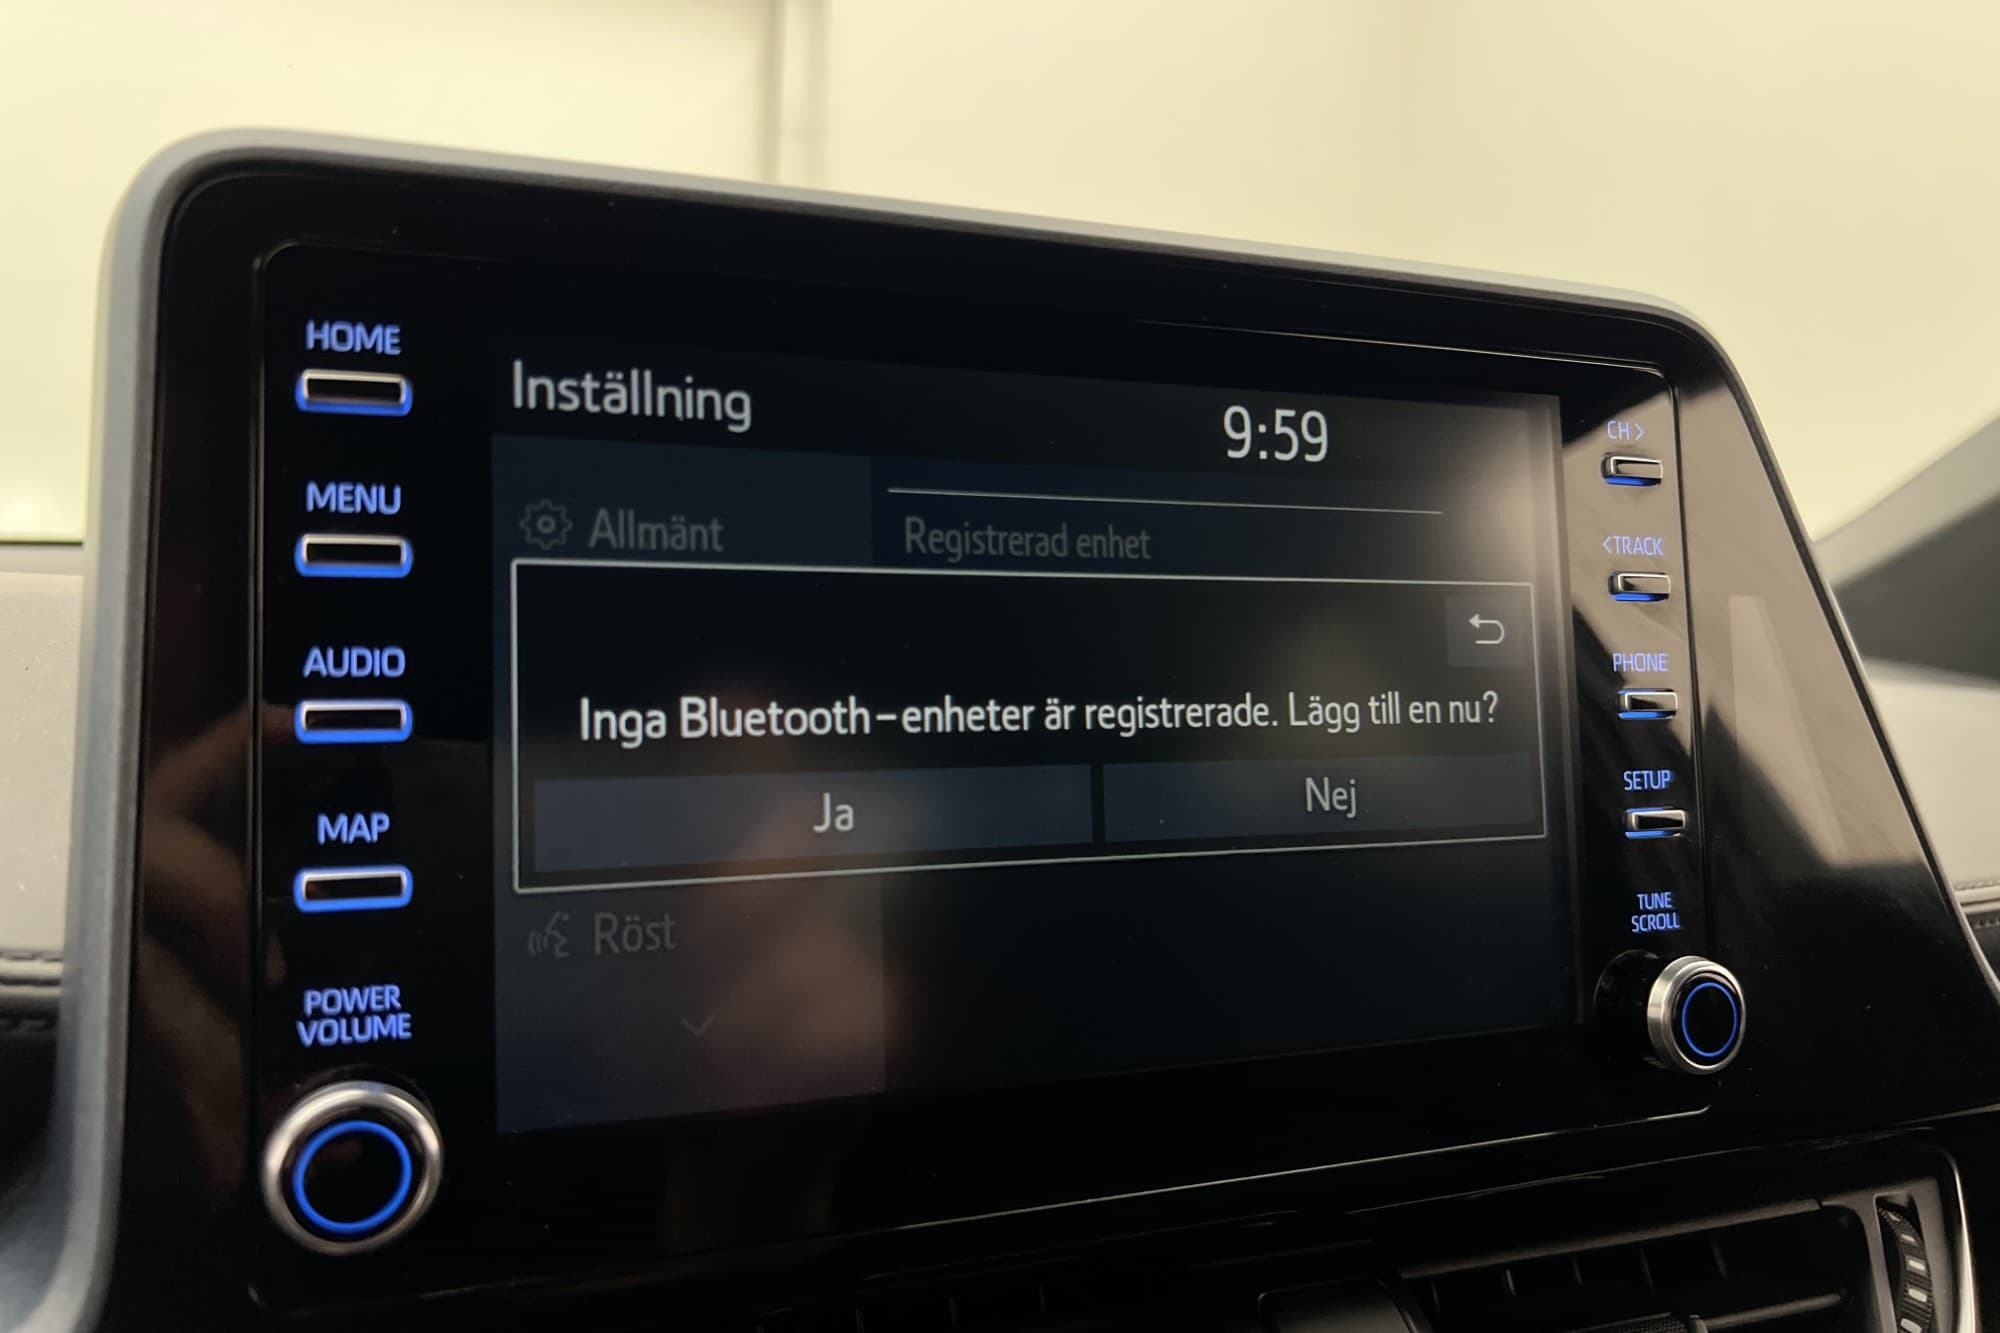 HOME
MENU
AUDIO
MAP
POWER
VOLUME
Inställning
9:59
Allmänt
Registrerad enhet
Inga Bluetooth-enheter är registrerade. Lägg till en nu?
Ja
Nej
Röst
CH>
<TRACK
PHONE
SETUP
TUNE
SCROLL